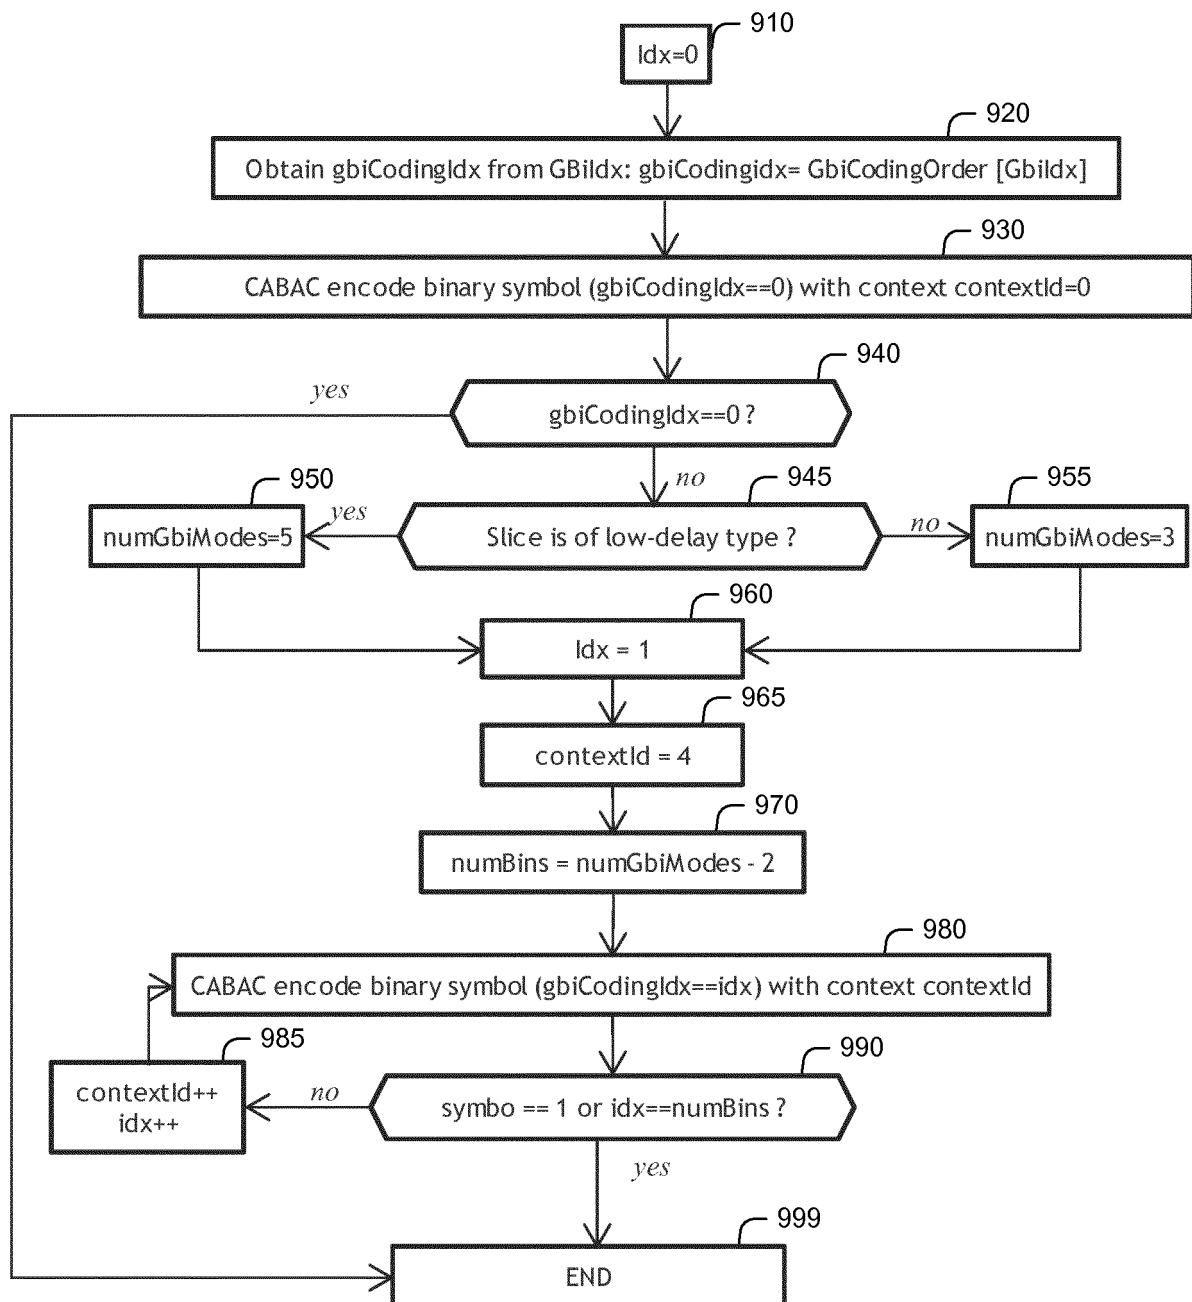 910
Idx=0
920
Obtain gbiCodingIdx from GBiIdx: gbiCodingidx= GbiCodingOrder [GbiIdx]
930
CABAC encode binary symbol (gbiCodingIdx==0) with context contextId=0
940
yes
gbiCodingIdx==0 ?
no
950
945
955
numGbiModes=5
yes
Slice is of low-delay type ?
no
numGbiModes=3
960
Idx = 1
965
contextId = 4
970
numBins = numGbiModes - 2
980
CABAC encode binary symbol (gbiCodingIdx==idx) with context contextId
985
990
contextId++
idx++
no
symbo == 1 or idx==numBins ?
yes
999
END